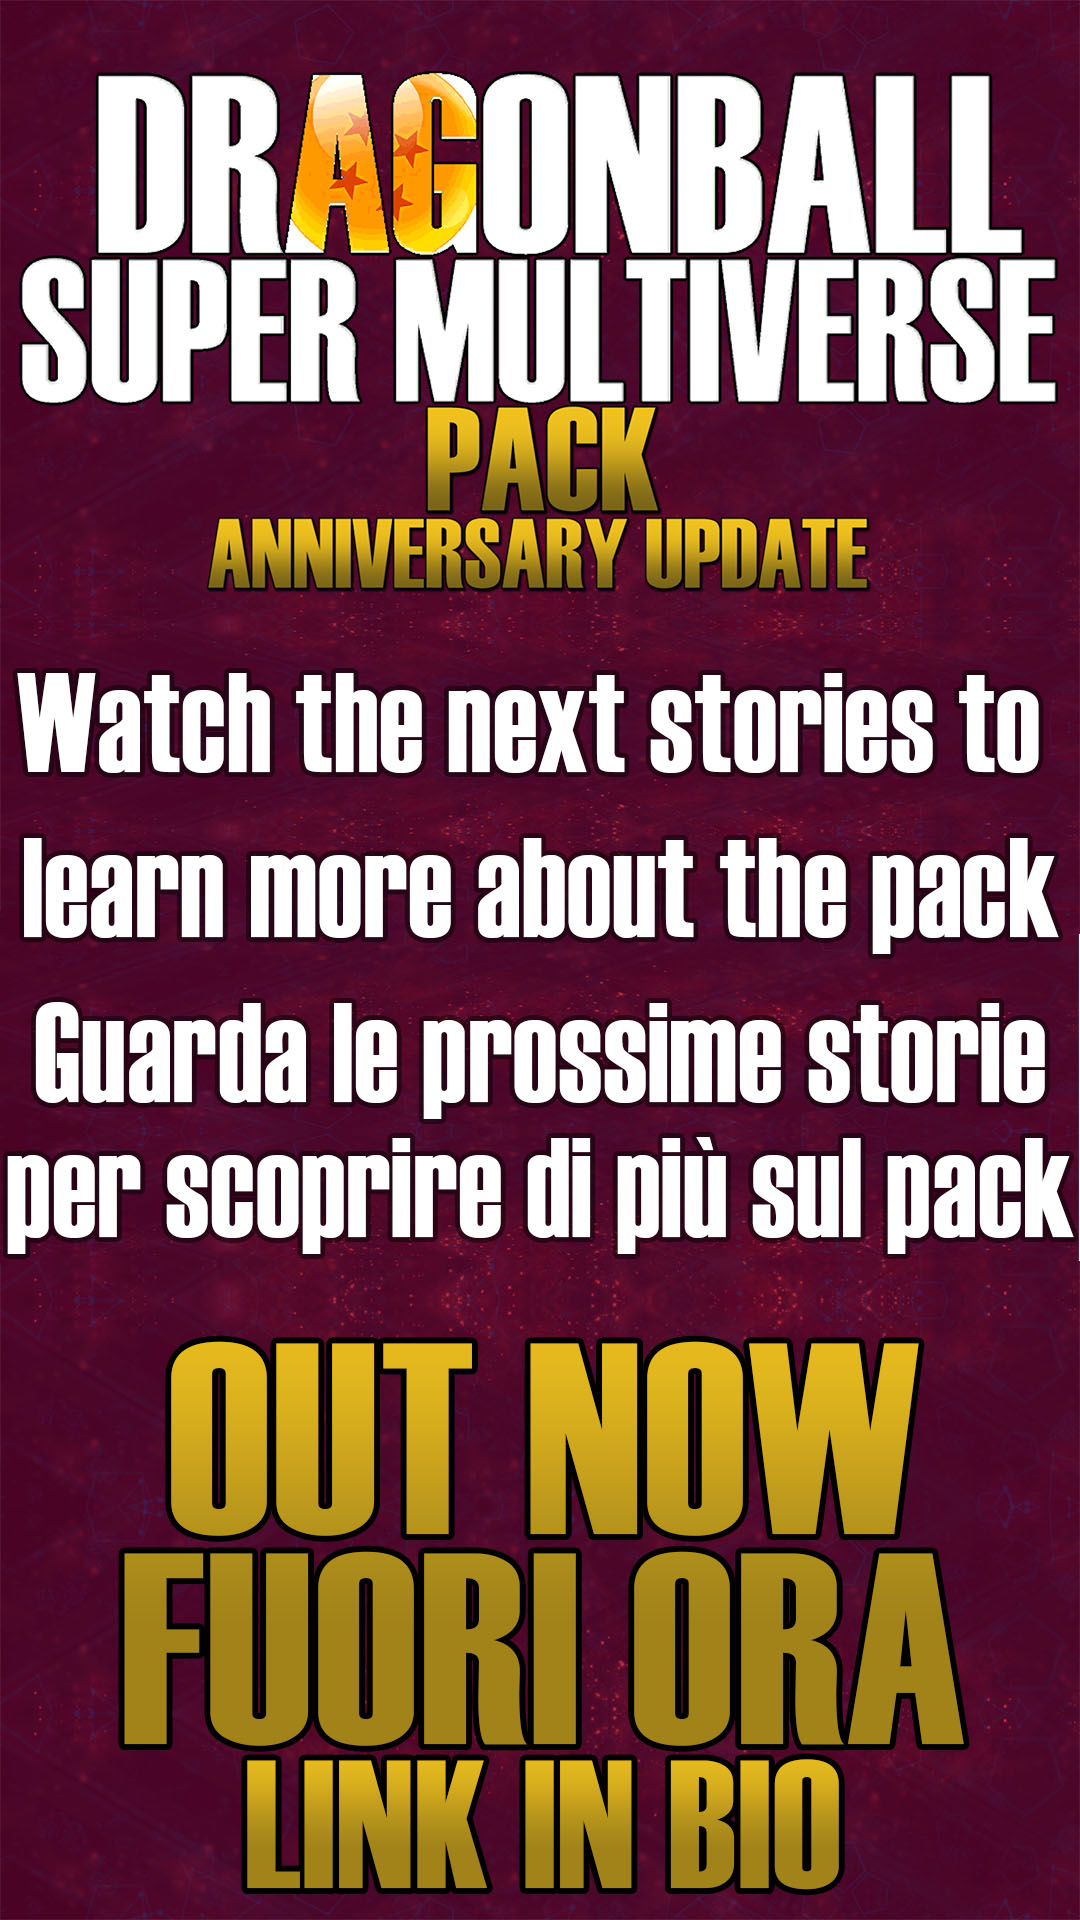 DRAGONBALL
SUPER MULTIVERSE
PACK
ANNIVERSARY UPDATE
Watch the next stories to
learn more about the pack
Guarda le prossime storie
per scoprire di più sul pack
OUT NOW
FUORI ORA
LINK IN BIO